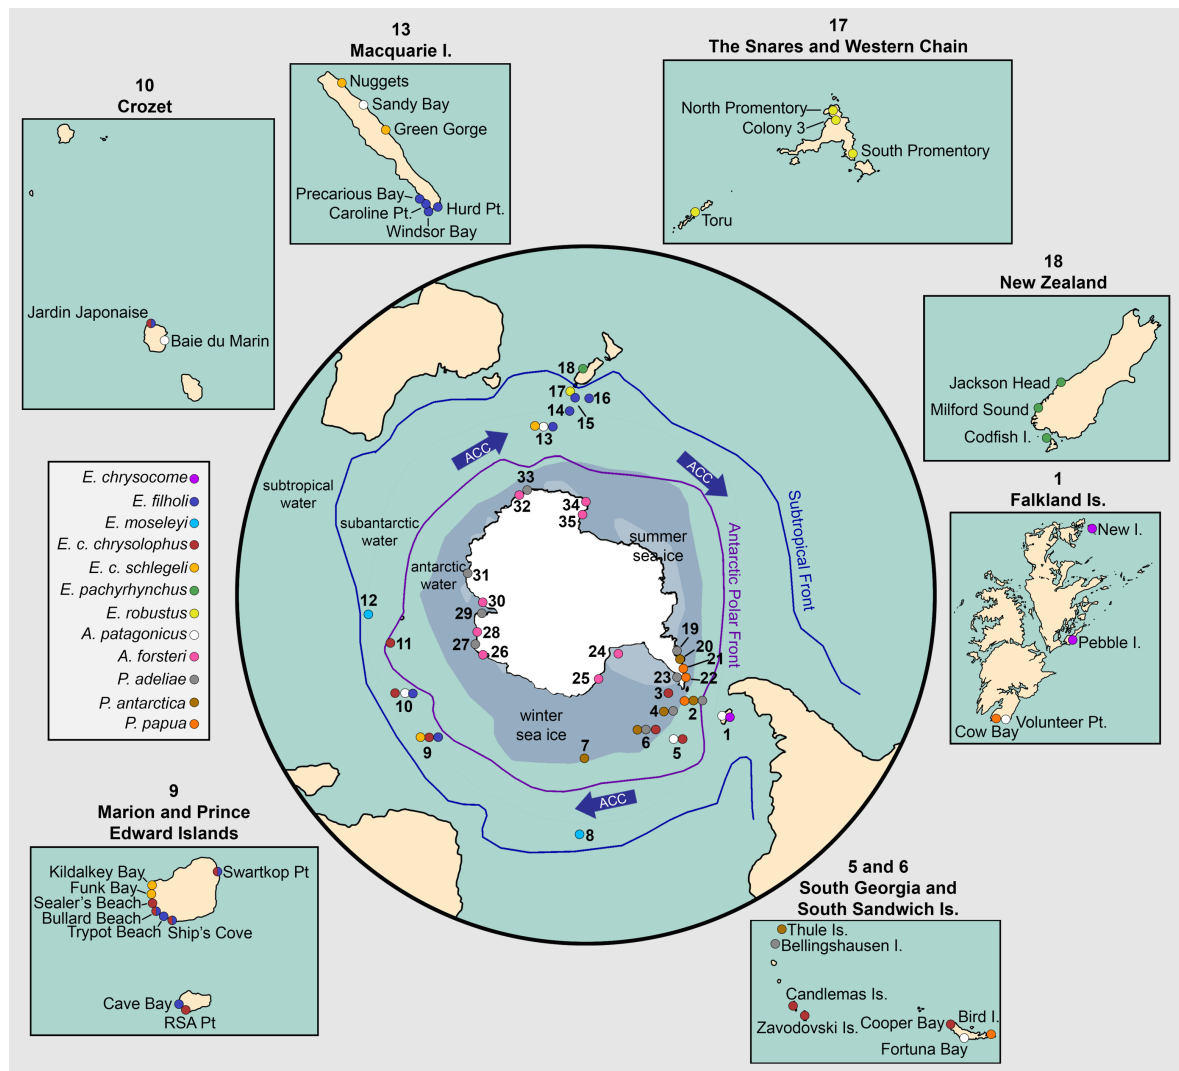 13
Macquarie I.
Nuggets
Sandy Bay
Green Gorge
Precarious Bay
Caroline Pt.
Hurd Pt.
Windsor Bay
17
The Snares and Western Chain
North Promentory
Colony 3
South Promentory
Toru
10
Crozet
Jardin Japonaise
Baie du Marin
18
New Zealand
Jackson Head
Milford Sound
Codfish I.
E. chrysocome
E. filholi
E. moseleyi
E. c. chrysolophus
E. c. schlegeli
E. pachyrhynchus
E. robustus
A. patagonicus
A. forsteri
P. adeliae
P. antarctica
P. papua
1
Falkland Is.
New I.
Pebble I.
Volunteer Pt.
Cow Bay
18
17
16
15
14
13
ACC
ACC
subtropical
water
subantarctic
water
antarctic
water
33
32
34
35
summer
sea ice
Subtropical Front
Antarctic Polar Front
31
30
29
28
27
26
12
11
10
9
24
25
19
20
21
22
23
3
2
4
6
5
1
winter
sea ice
7
ACC
8
9
Marion and Prince
Edward Islands
Kildalkey Bay
Funk Bay
Sealer's Beach
Bullard Beach
Trypot Beach
Ship's Cove
Swartkop Pt
Cave Bay
RSA Pt
5 and 6
South Georgia and
South Sandwich Is.
Thule Is.
Bellingshausen I.
Candlemas Is.
Zavodovski Is.
Cooper Bay
Bird I.
Fortuna Bay